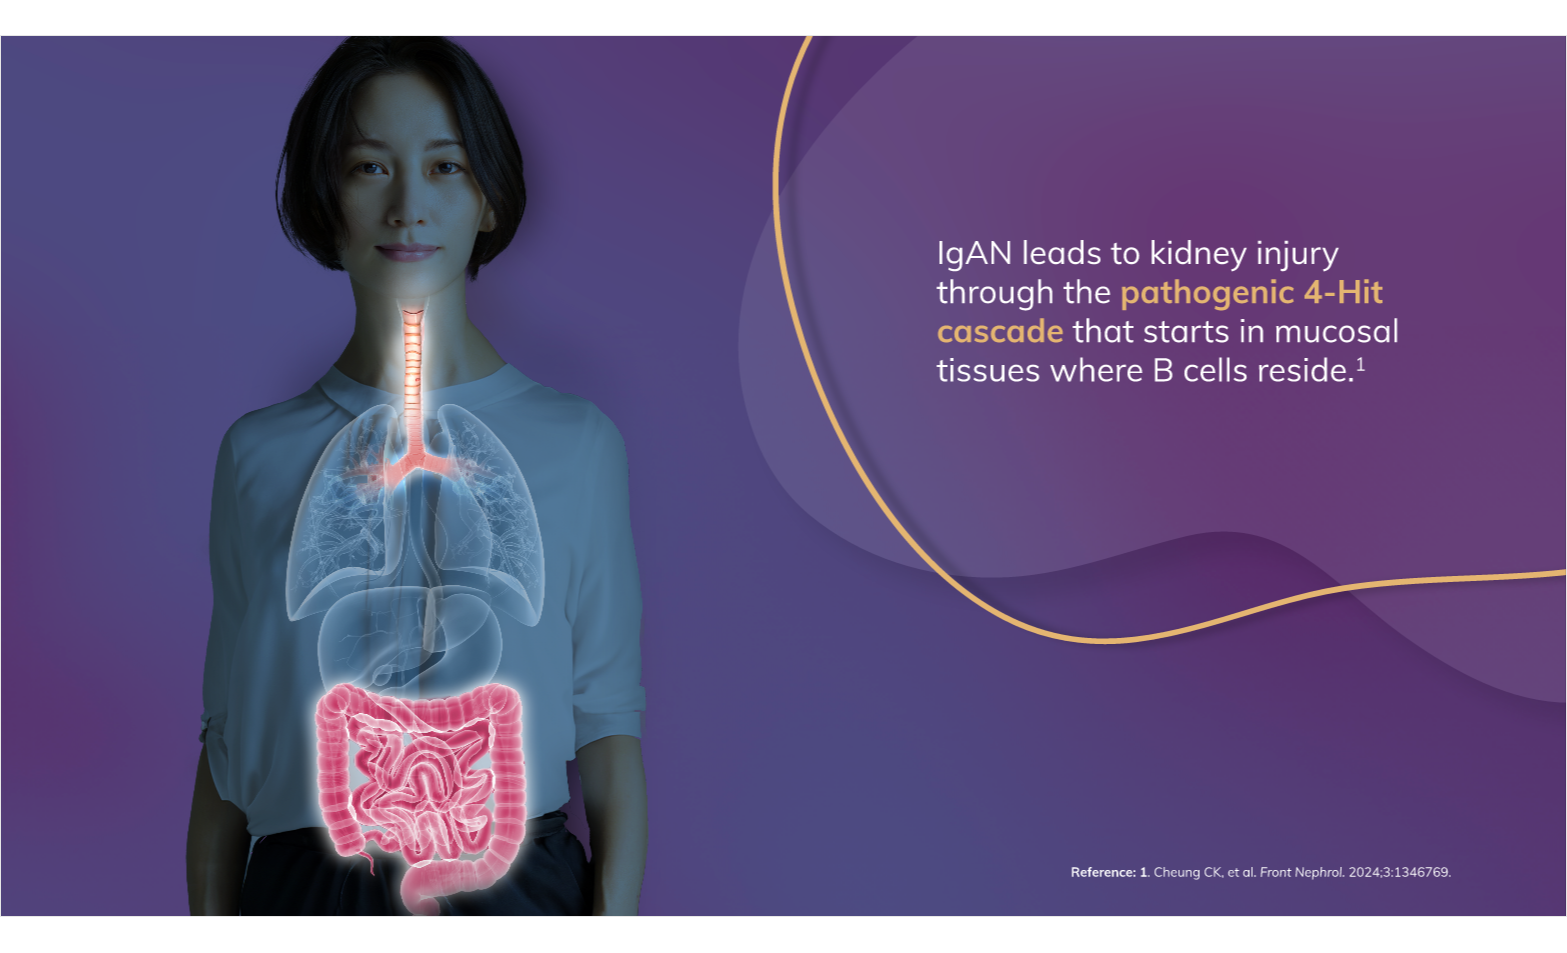 IgAN leads to kidney injury
through the pathogenic 4-Hit
cascade that starts in mucosal
tissues where B cells reside.¹
Reference: 1. Cheung CK, et al. Front Nephrol. 2024;3:1346769.